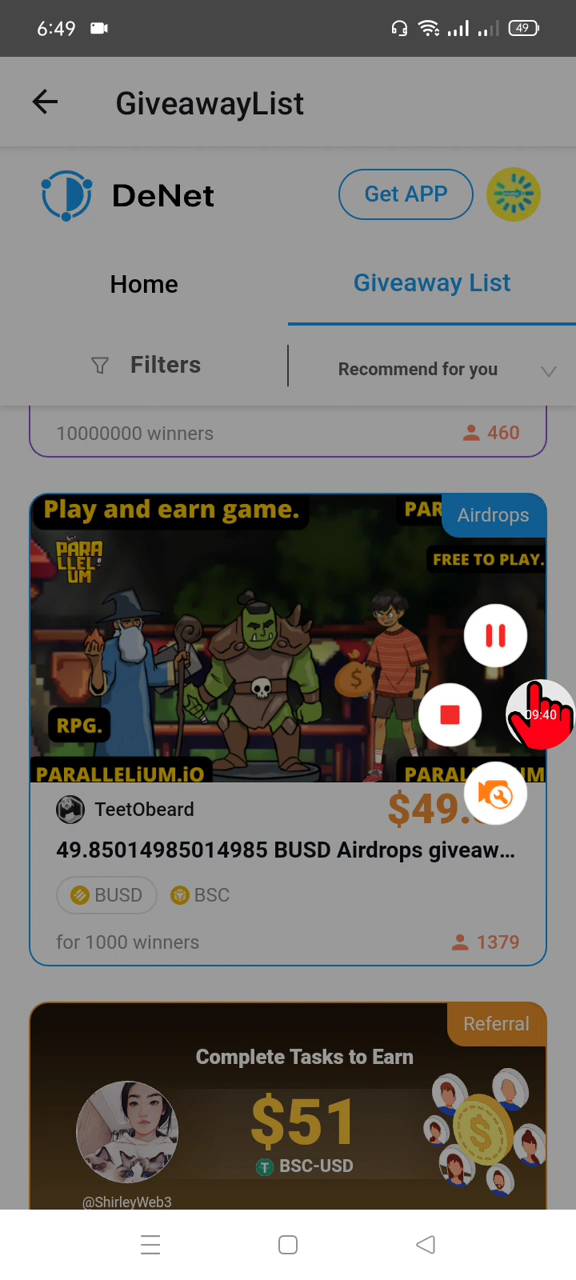 6:49
49
GiveawayList
DeNet
Get APP
Home
Giveaway List
Filters
Recommend for you
10000000 winners
460
Play and earn game.
PAR
Airdrops
PARA
LLEL
UM
FREE TO PLAY.
$
09:40
RPG.
PARALLELiUM.iO
PARAL
UM
TeetObeard
$49.
49.85014985014985 BUSD Airdrops giveaw...
BUSD
BSC
for 1000 winners
1379
Referral
Complete Tasks to Earn
$51
$
T BSC-USD
@ShirleyWeb3